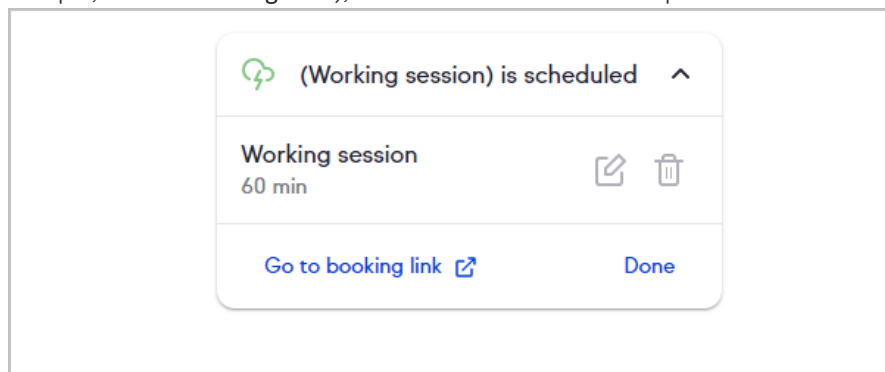 (Working session) is scheduled
Working session
60 min
Go to booking link
Done